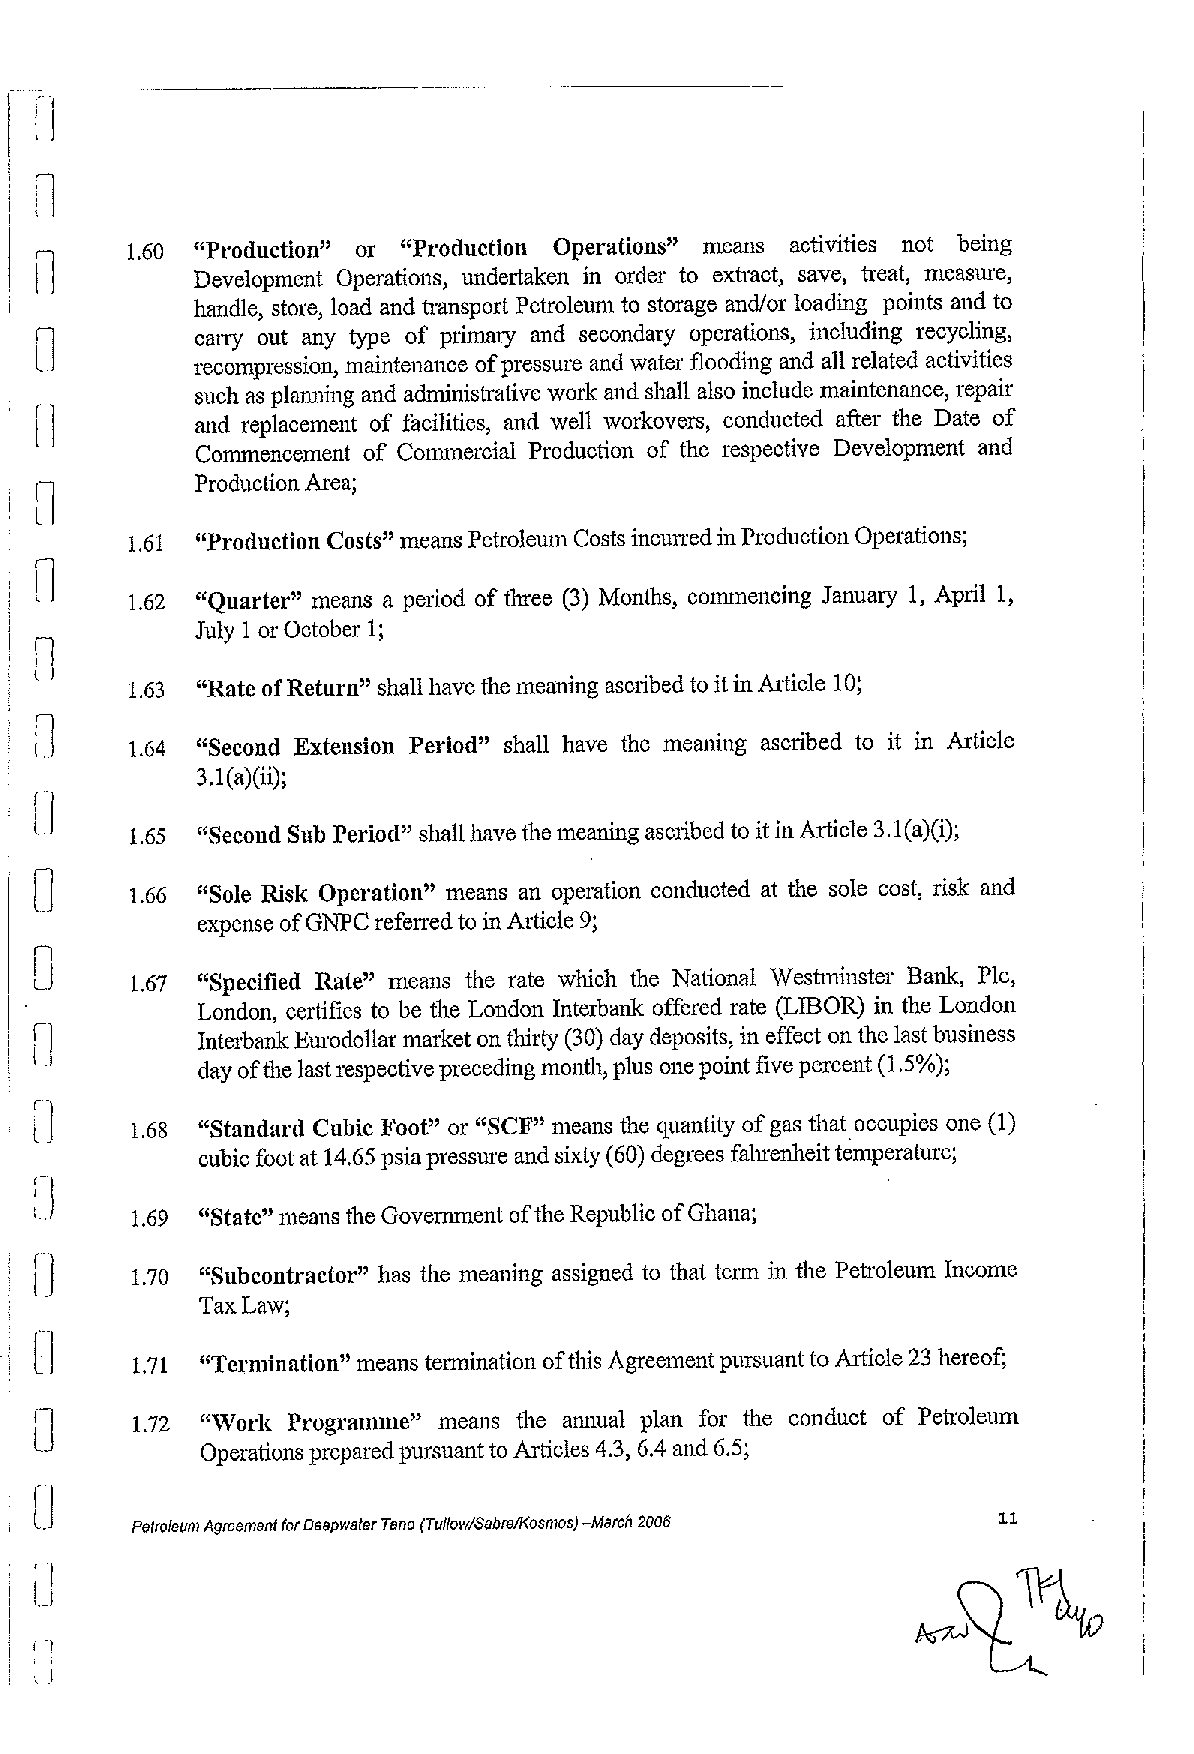 1.60 “Production” or “Production Operations” means activities not being
Development Operations, undertaken in order to extract, save, treat, measure,
handle, store, load and transport Petroleum to storage and/or loading points and to
carry out any type of primary and secondary operations, including recycling,
recompression, maintenance of pressure and water flooding and all related activities
such as planning and administrative work and shall also include maintenance, repair
and replacement of facilities, and well workovers, conducted after the Date of
Commencement of Commercial Production of the respective Development and
Production Area;
1.61 “Production Costs” means Petroleum Costs incurred in Production Operations;
1.62 “Quarter” means a period of three (3) Months, commencing January 1, April 1,
July 1 or October 1;
1.63 “Rate of Return” shall have the meaning ascribed to it in Article 10;
1.64 “Second Extension Period” shall have the meaning ascribed to it in Article
3.1(a)(ii);
1.65 “Second Sub Period” shall have the meaning ascribed to it in Article 3.1(a)(i);
1.66 “Sole Risk Operation” means an operation conducted at the sole cost, risk and
expense of GNPC referred to in Article 9;
1.67 “Specified Rate” means the rate which the National Westminster Bank, Plc,
London, certifies to be the London Interbank offered rate (LIBOR) in the London
Interbank Eurodollar market on thirty (30) day deposits, in effect on the last business
day of the last respective preceding month, plus one point five percent (1.5%);
1.68 “Standard Cubic Foot” or “SCF” means the quantity of gas that occupies one (1)
cubic foot at 14.65 psia pressure and sixty (60) degrees fahrenheit temperature;
1.69 “State” means the Government of the Republic of Ghana;
1.70 “Subcontractor” has the meaning assigned to that term in the Petroleum Income
Tax Law;
1.71 “Termination” means termination of this Agreement pursuant to Article 23 hereof;
1.72 “Work Programme” means the annual plan for the conduct of Petroleum
Operations prepared pursuant to Articles 4.3, 6.4 and 6.5;
Petroleum Agreement for Deepwater Tano (Tullow/Sabre/Kosmos) –March 2006 11